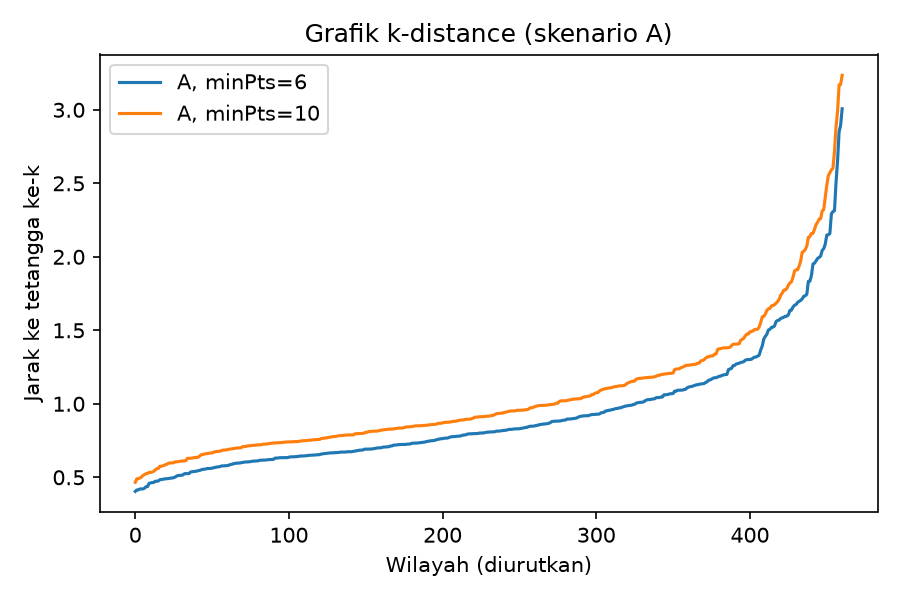 Grafik k-distance (skenario A)
A, minPts=6
A, minPts=10
Jarak ke tetangga ke-k
3.0
2.5
2.0
1.5
1.0
0.5
0 100 200 300 400
Wilayah (diurutkan)